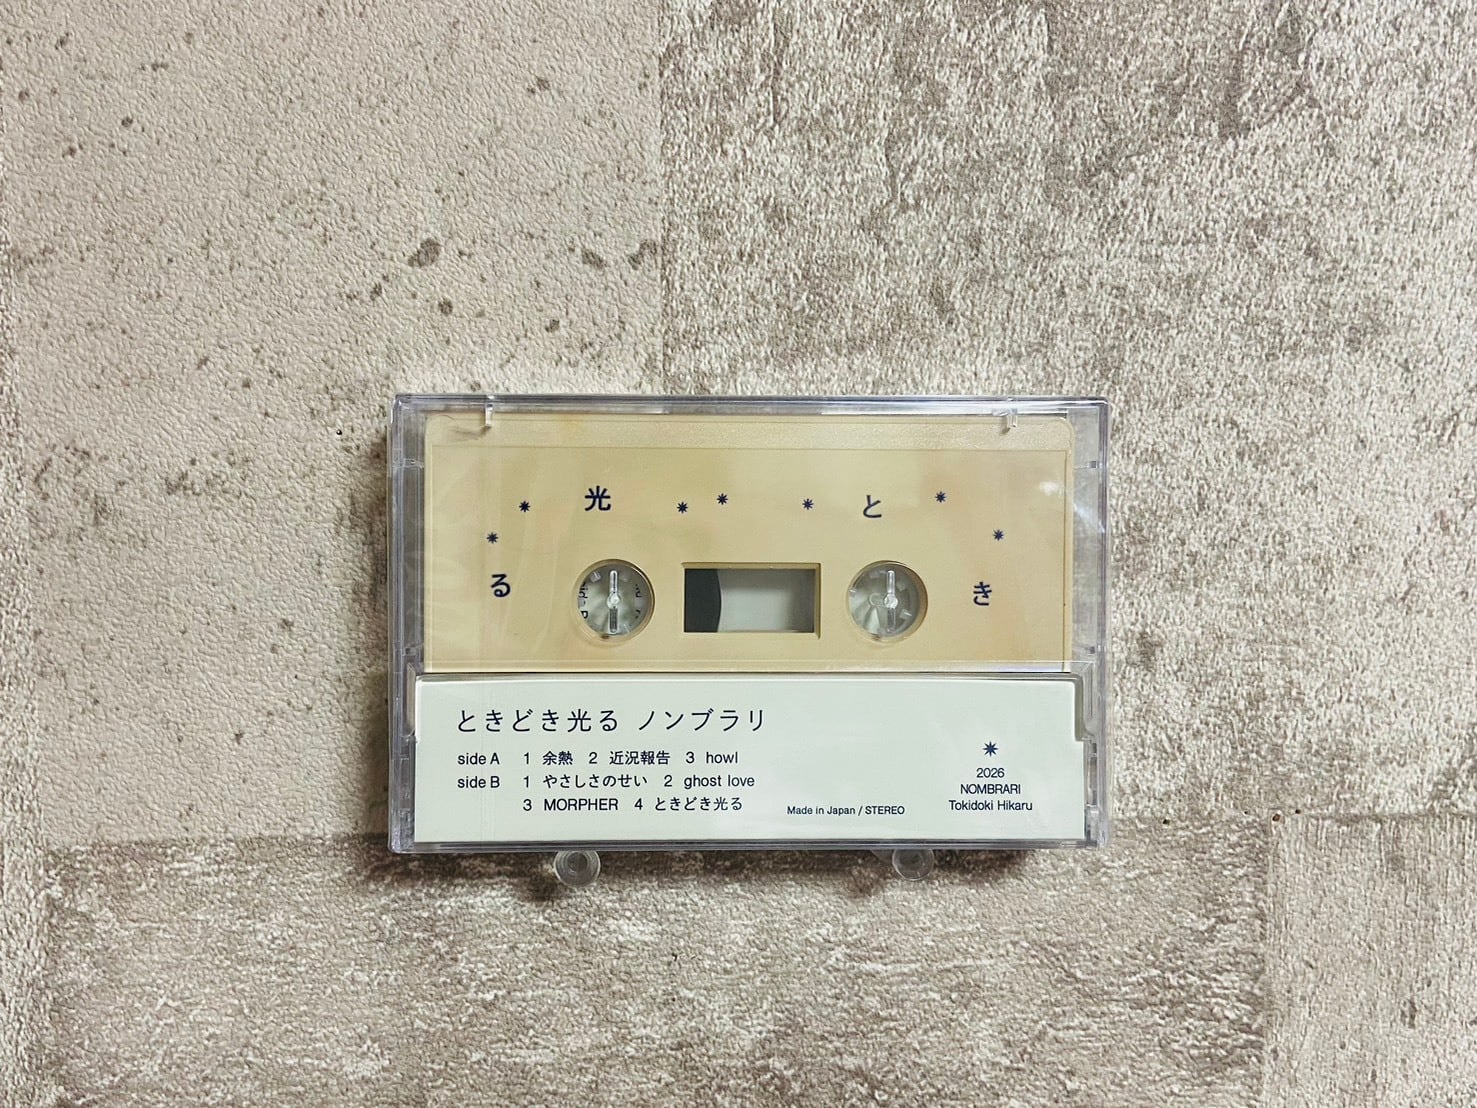 光 と
る き
ときどき光る ノンブラリ
side A 1 余熱 2 近況報告 3 howl
side B 1 やさしさのせい 2 ghost love
3 MORPHER 4 ときどき光る
Made in Japan / STEREO
2026
NOMBRARI
Tokidoki Hikaru